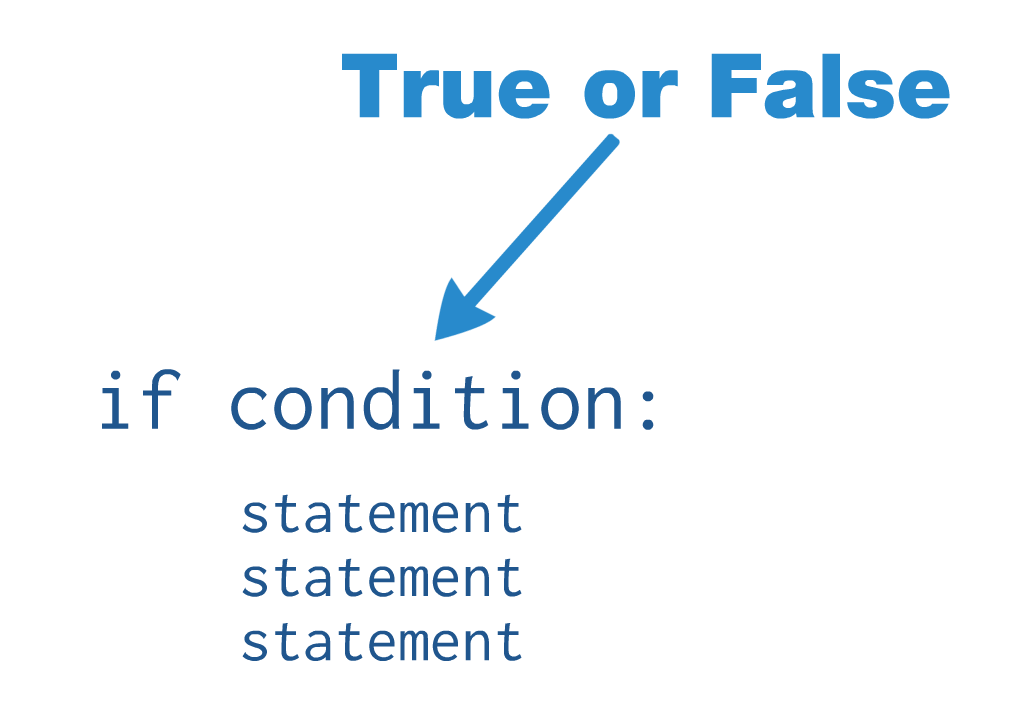 True or False
if condition:
statement
statement
statement